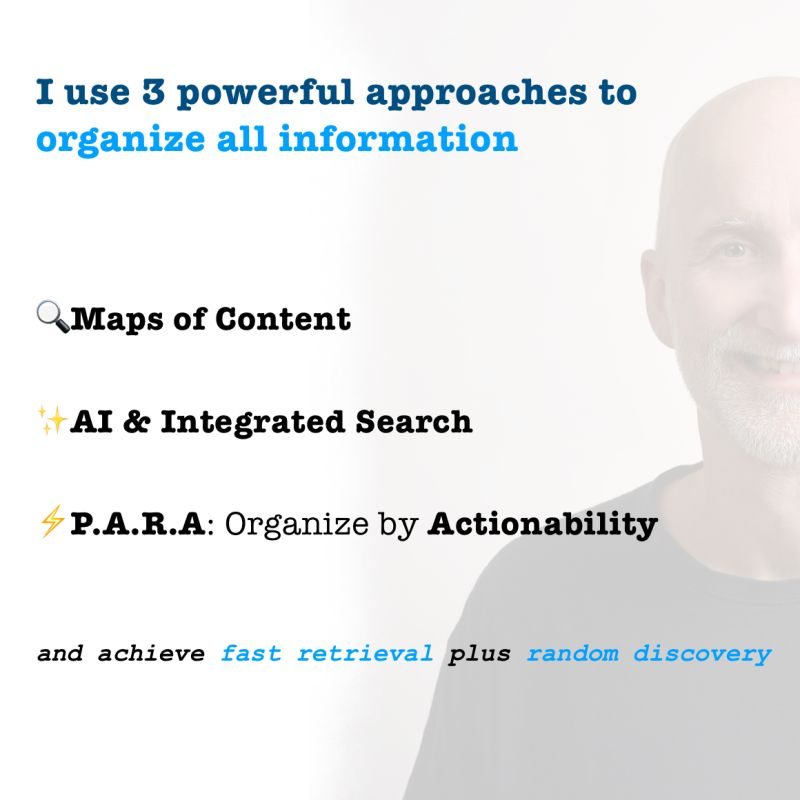 I use 3 powerful approaches to
organize all information
🔍Maps of Content
✨AI & Integrated Search
⚡P.A.R.A: Organize by Actionability
and achieve fast retrieval plus random discovery